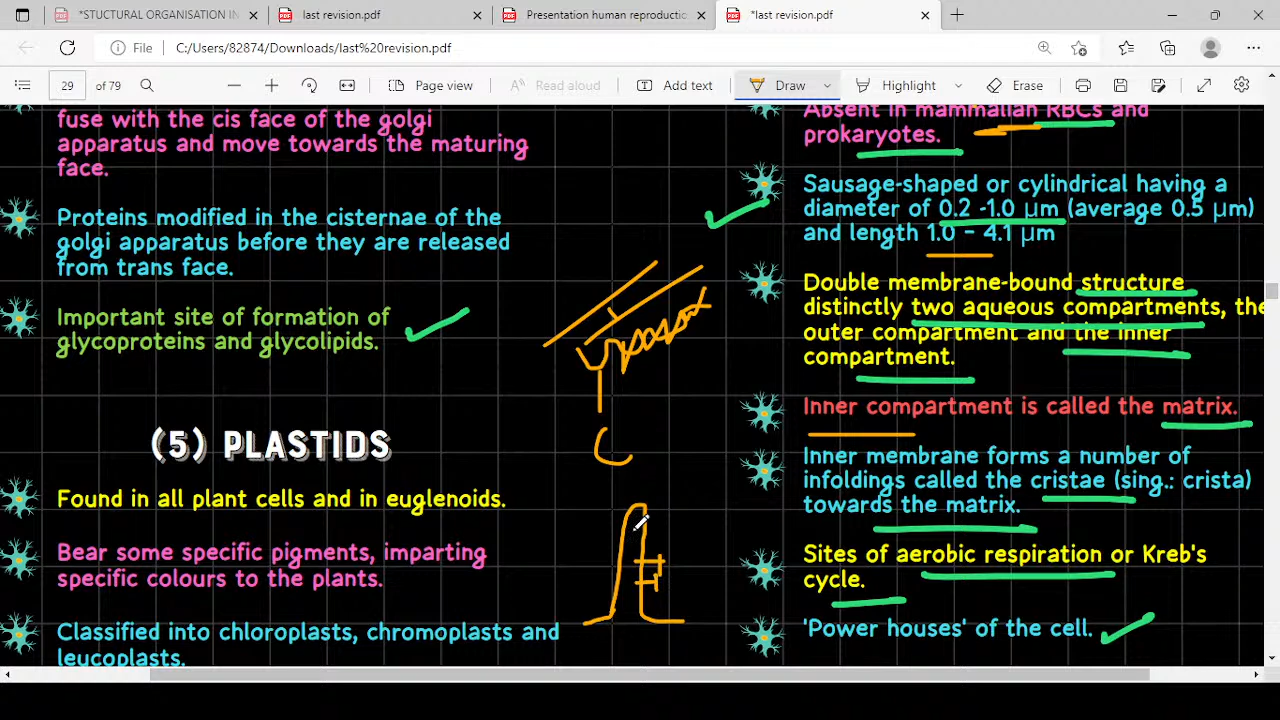 *STUCTURAL ORGANISATION IN
last revision.pdf
Presentation human reproductio
*last revision.pdf
File
C:/Users/82874/Downloads/last%20revision.pdf
29 of 79
Page view
Read aloud
Add text
Draw
Highlight
Erase
fuse with the cis face of the golgi
apparatus and move towards the maturing
face.
Proteins modified in the cisternae of the
golgi apparatus before they are released
from trans face.
Important site of formation of
glycoproteins and glycolipids.
(5) PLASTIDS
Found in all plant cells and in euglenoids.
Bear some specific pigments, imparting
specific colours to the plants.
Classified into chloroplasts, chromoplasts and
leucoplasts.
Absent in mammalian RBCs and
prokaryotes.
Sausage-shaped or cylindrical having a
diameter of 0.2 -1.0 μm (average 0.5 μm)
and length 1.0 – 4.1 μm
Double membrane-bound structure
distinctly two aqueous compartments, the
outer compartment and the inner
compartment.
Inner compartment is called the matrix.
Inner membrane forms a number of
infoldings called the cristae (sing.: crista)
towards the matrix.
Sites of aerobic respiration or Kreb's
cycle.
'Power houses' of the cell.